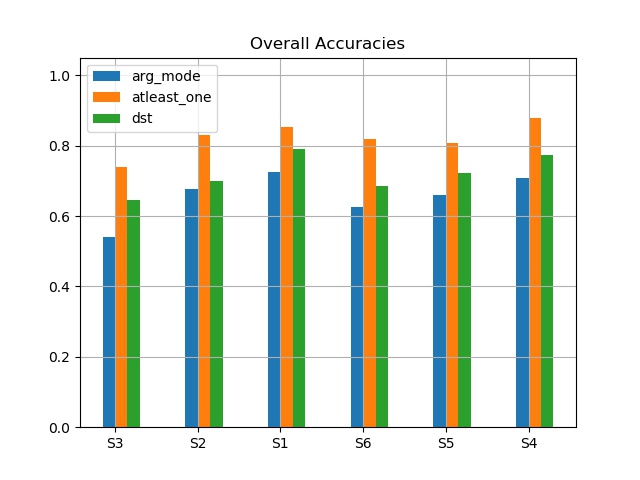 Overall Accuracies
1.0
0.8
0.6
0.4
0.2
0.0
arg_mode
atleast_one
dst
S3 S2 S1 S6 S5 S4